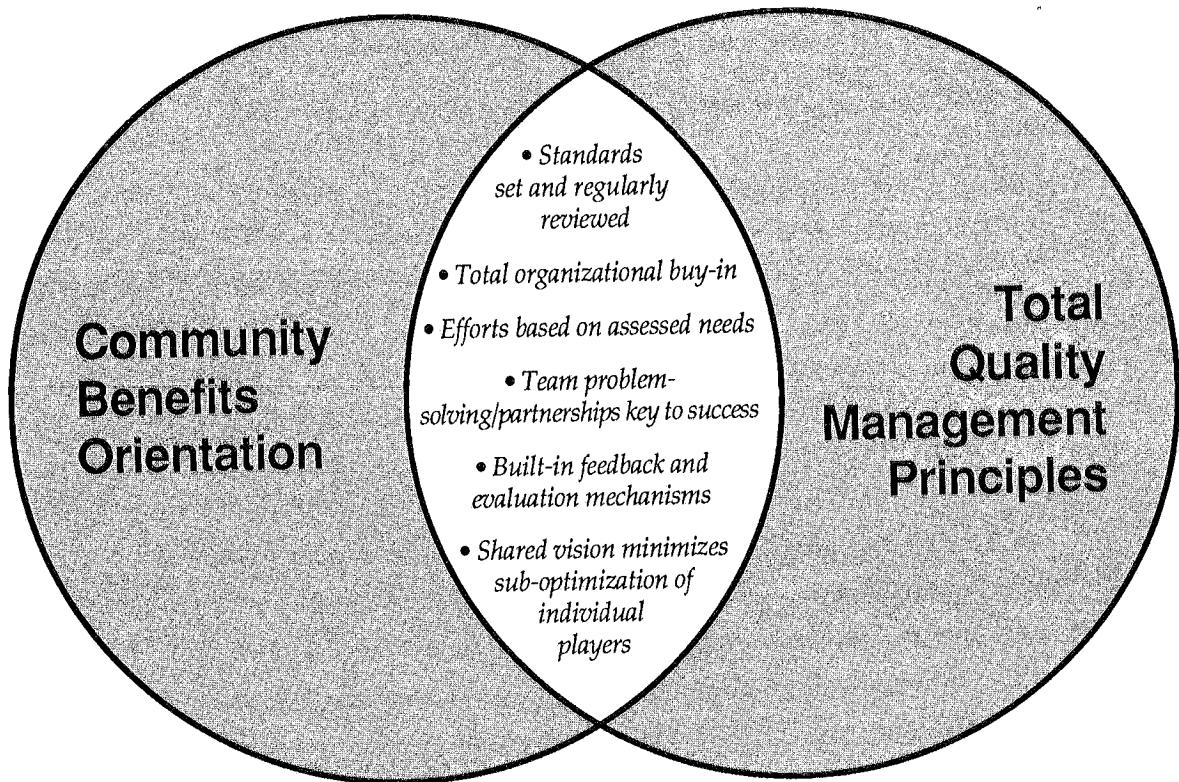 • Standards
set and regularly
reviewed
• Total organizational buy-in
• Efforts based on assessed needs
• Team problem-
solving/partnerships key to success
• Built-in feedback and
evaluation mechanisms
• Shared vision minimizes
sub-optimization of
individual
players
Community
Benefits
Orientation
Total
Quality
Management
Principles